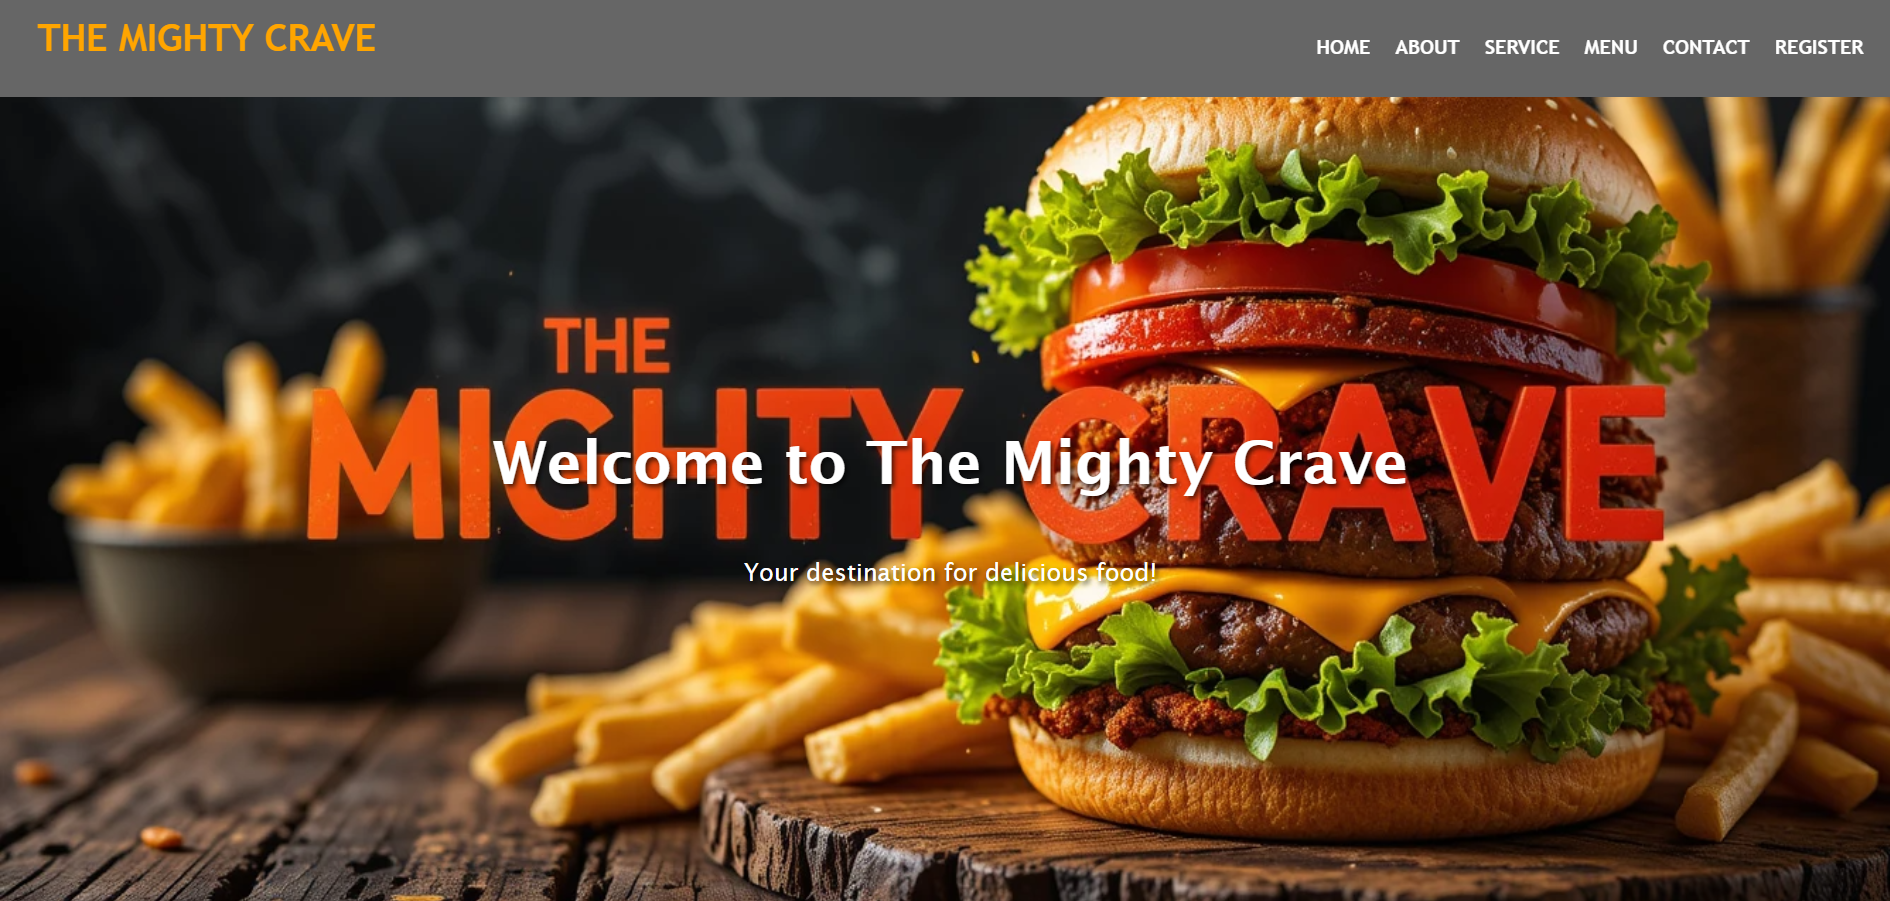 THE MIGHTY CRAVE
HOME ABOUT SERVICE MENU CONTACT REGISTER
THE
MIGHTY CRAVE
Welcome to The Mighty Crave
Your destination for delicious food!